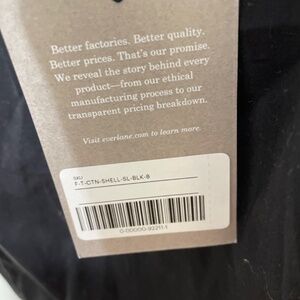 Better factories. Better quality.
Better prices. That's our promise.
We reveal the story behind every
product—from our ethical
manufacturing process to our
transparent pricing breakdown.
Visit everlane.com to learn more.
SKU
F-T-CTN-SHELL-SL-BLK-8
0-00000-92211-1